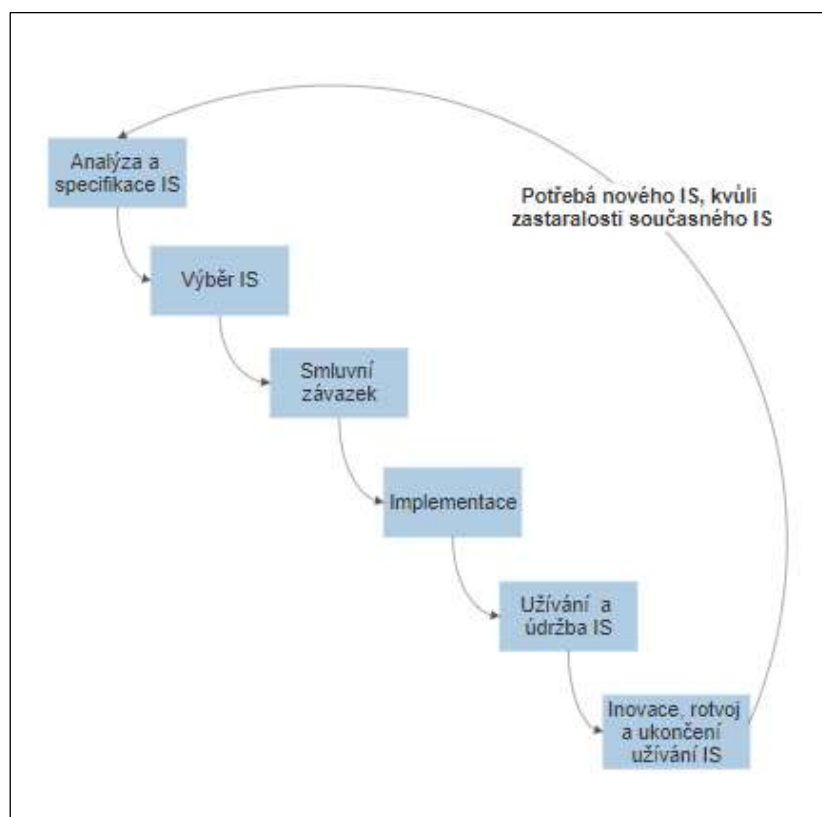 Analýza a
specifikace IS
Potřebá nového IS, kvůli
zastaralosti současného IS
Výběr IS
Smluvní
závazek
Implementace
Užívání a
údržba IS
Inovace, rotvoj
a ukončení
užívání IS